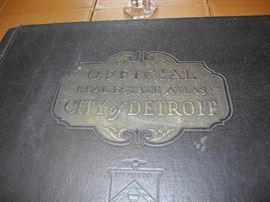 OFFICIAL
REAL ESTATE ATLAS
CITY of DETROIT